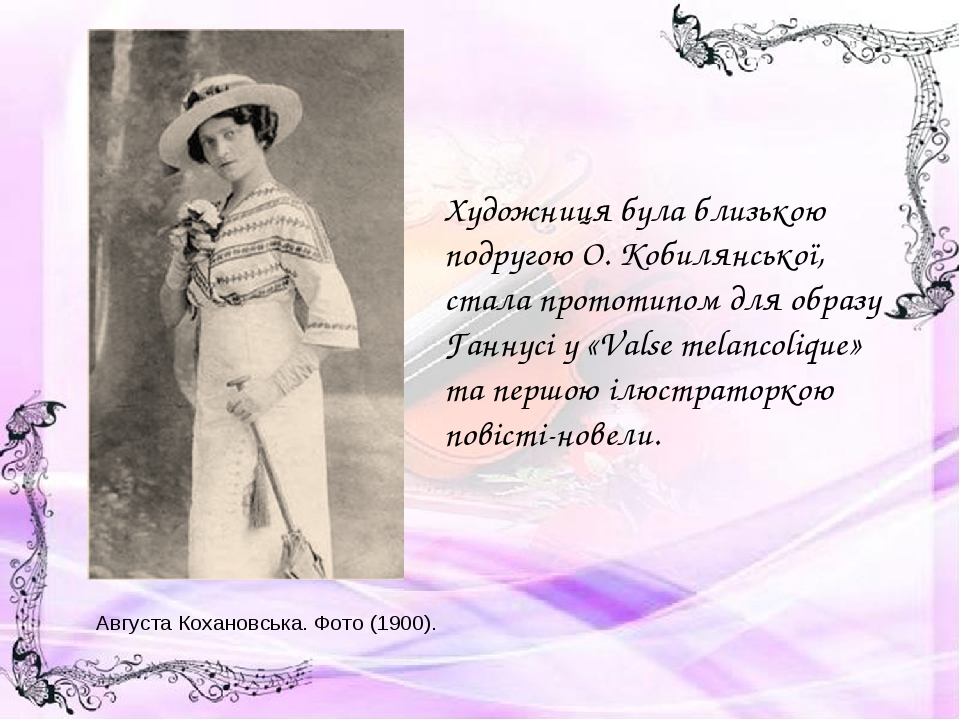 Художниця була близькою
подругою О. Кобилянської,
стала прототипом для образу
Ганнусі у «Valse melancolique»
та першою ілюстраторкою
повісті-новели.
Августа Кохановська. Фото (1900).